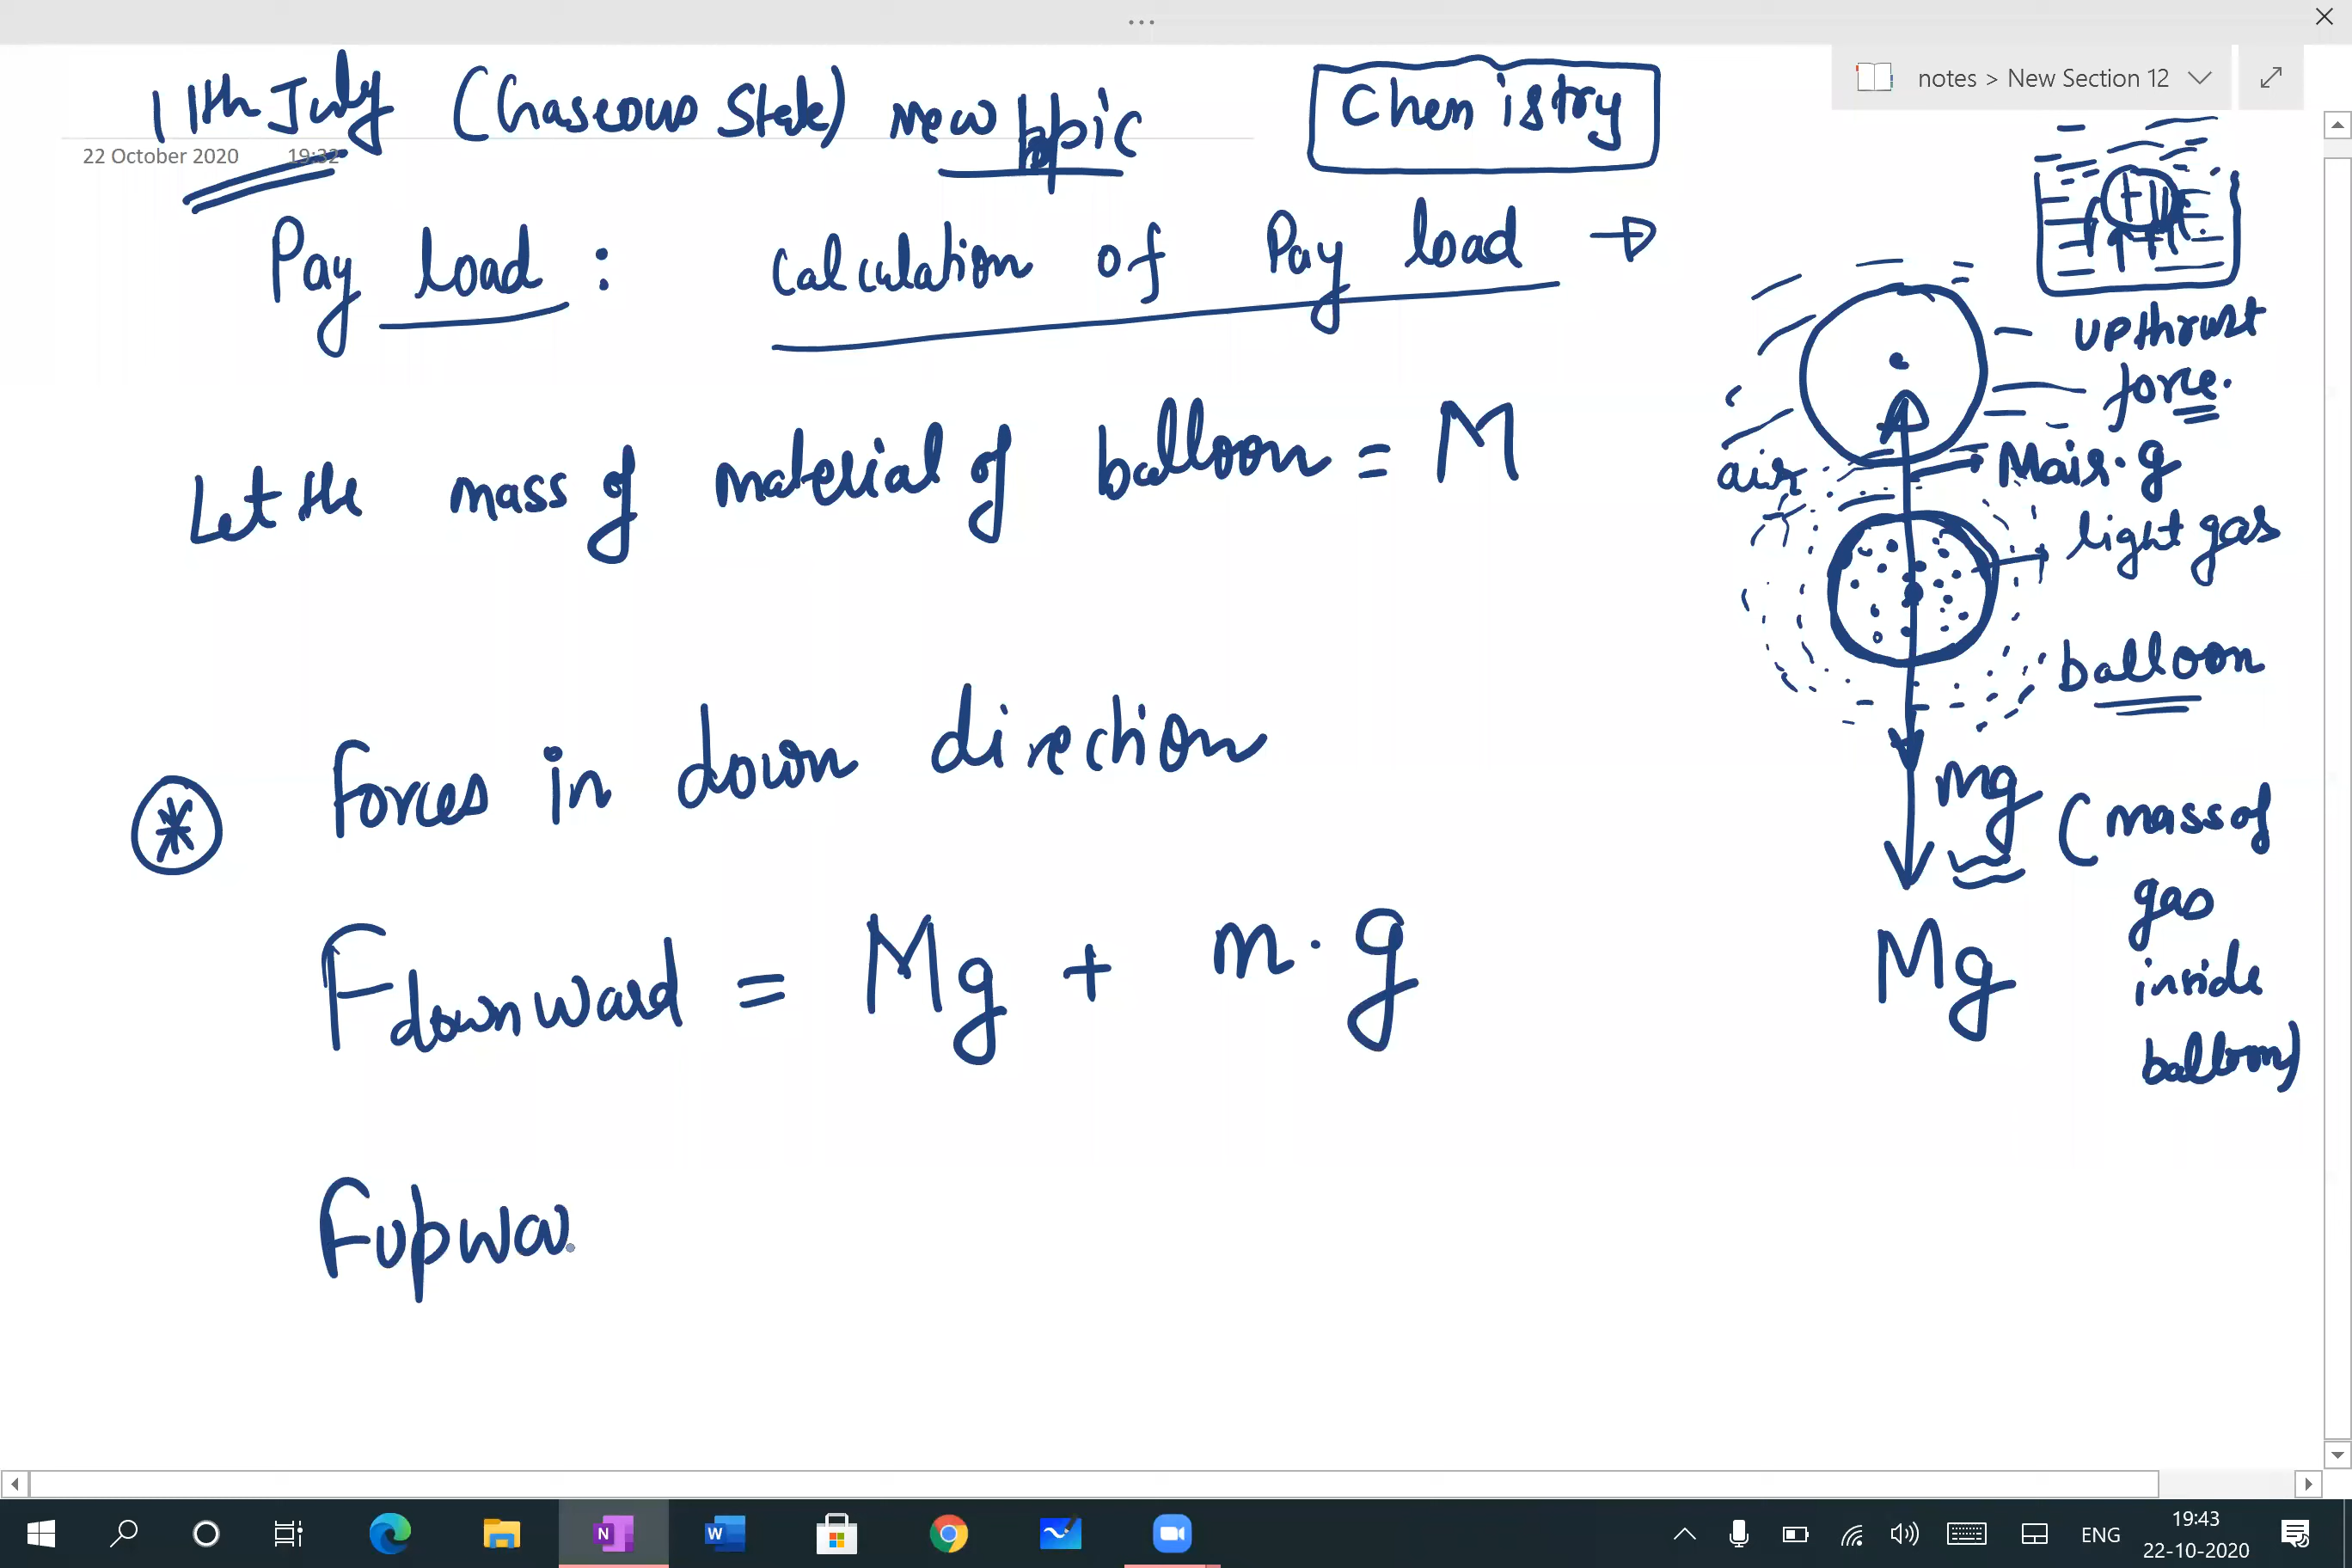 notes > New Section 12
11th July (Gaseous State) new topic
Chemistry
22 October 2020 19:32
Pay load : Calculation of Pay load →
upthrust
force.
Let the mass of material of balloon = M
air
Mair.g
light gas
balloon
* Forces in down direction
mg (mass of
gas
inside
balloon)
Mg
Fdownward = Mg + m.g
Fupwa
N
W
ENG
19:43
22-10-2020